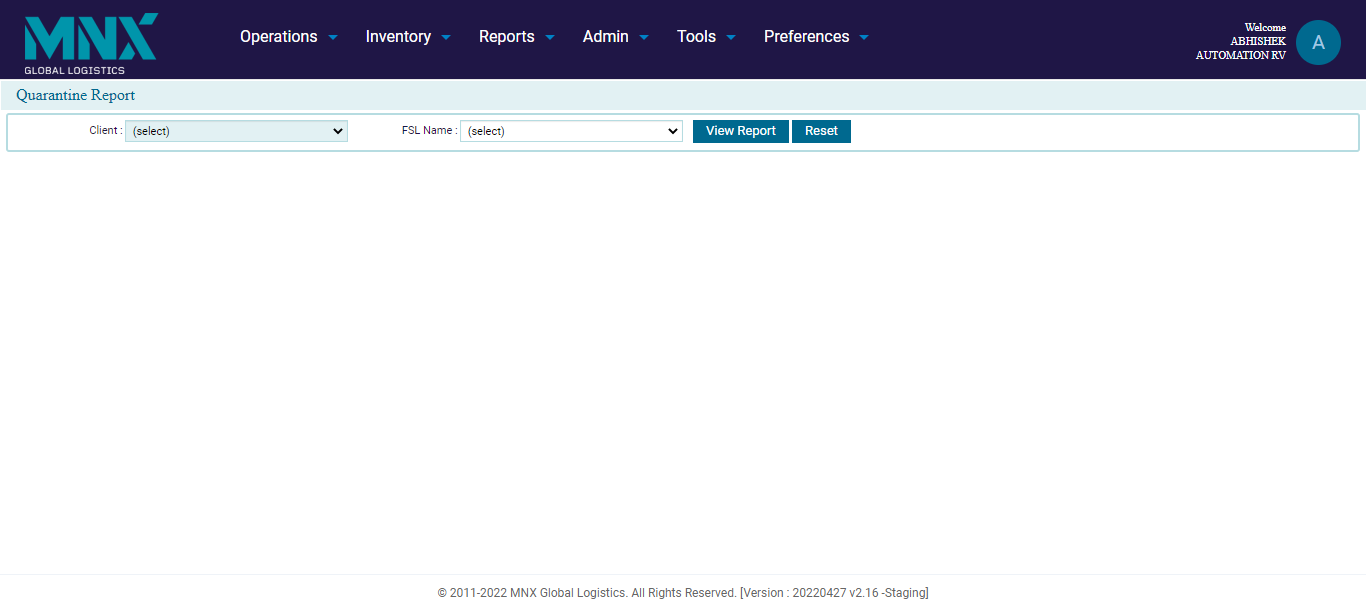 MNX
GLOBAL LOGISTICS
Operations Inventory Reports Admin Tools Preferences
Welcome
ABHISHEK
AUTOMATION RV
A
Quarantine Report
Client : (select) FSL Name : (select) View Report Reset
© 2011-2022 MNX Global Logistics. All Rights Reserved. [Version : 20220427 v2.16 -Staging]